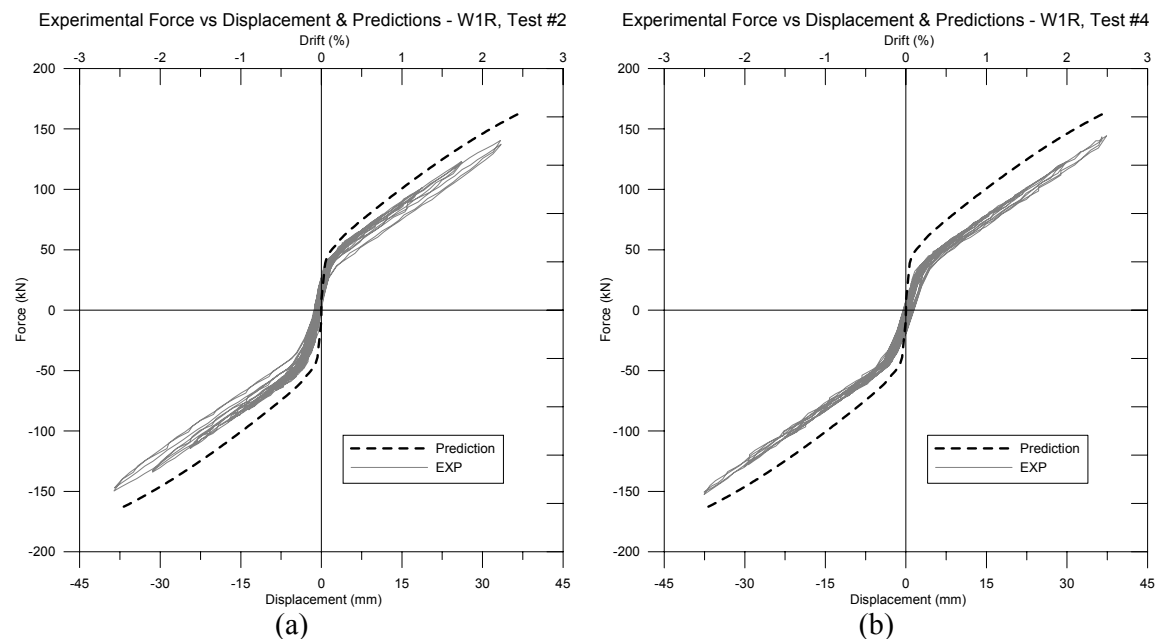 Experimental Force vs Displacement & Predictions - W1R, Test #2
Drift (%)
-3 -2 -1 0 1 2 3
200
150
100
50
0
-50
-100
-150
-200
Force (kN)
Prediction
EXP
-45 -30 -15 0 15 30 45
Displacement (mm)
(a)
Experimental Force vs Displacement & Predictions - W1R, Test #4
Drift (%)
-3 -2 -1 0 1 2 3
200
150
100
50
0
-50
-100
-150
-200
Force (kN)
Prediction
EXP
-45 -30 -15 0 15 30 45
Displacement (mm)
(b)